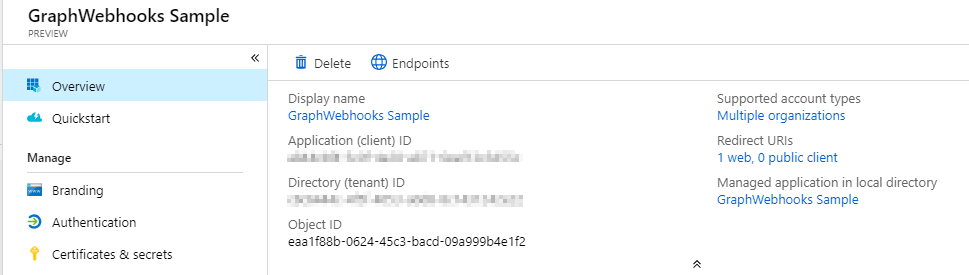 GraphWebhooks Sample
PREVIEW
«
Overview
Quickstart
Manage
Branding
Authentication
Certificates & secrets
Delete
Endpoints
Display name
GraphWebhooks Sample
Application (client) ID
Directory (tenant) ID
Object ID
eaa1f88b-0624-45c3-bacd-09a999b4e1f2
Supported account types
Multiple organizations
Redirect URIs
1 web, 0 public client
Managed application in local directory
GraphWebhooks Sample